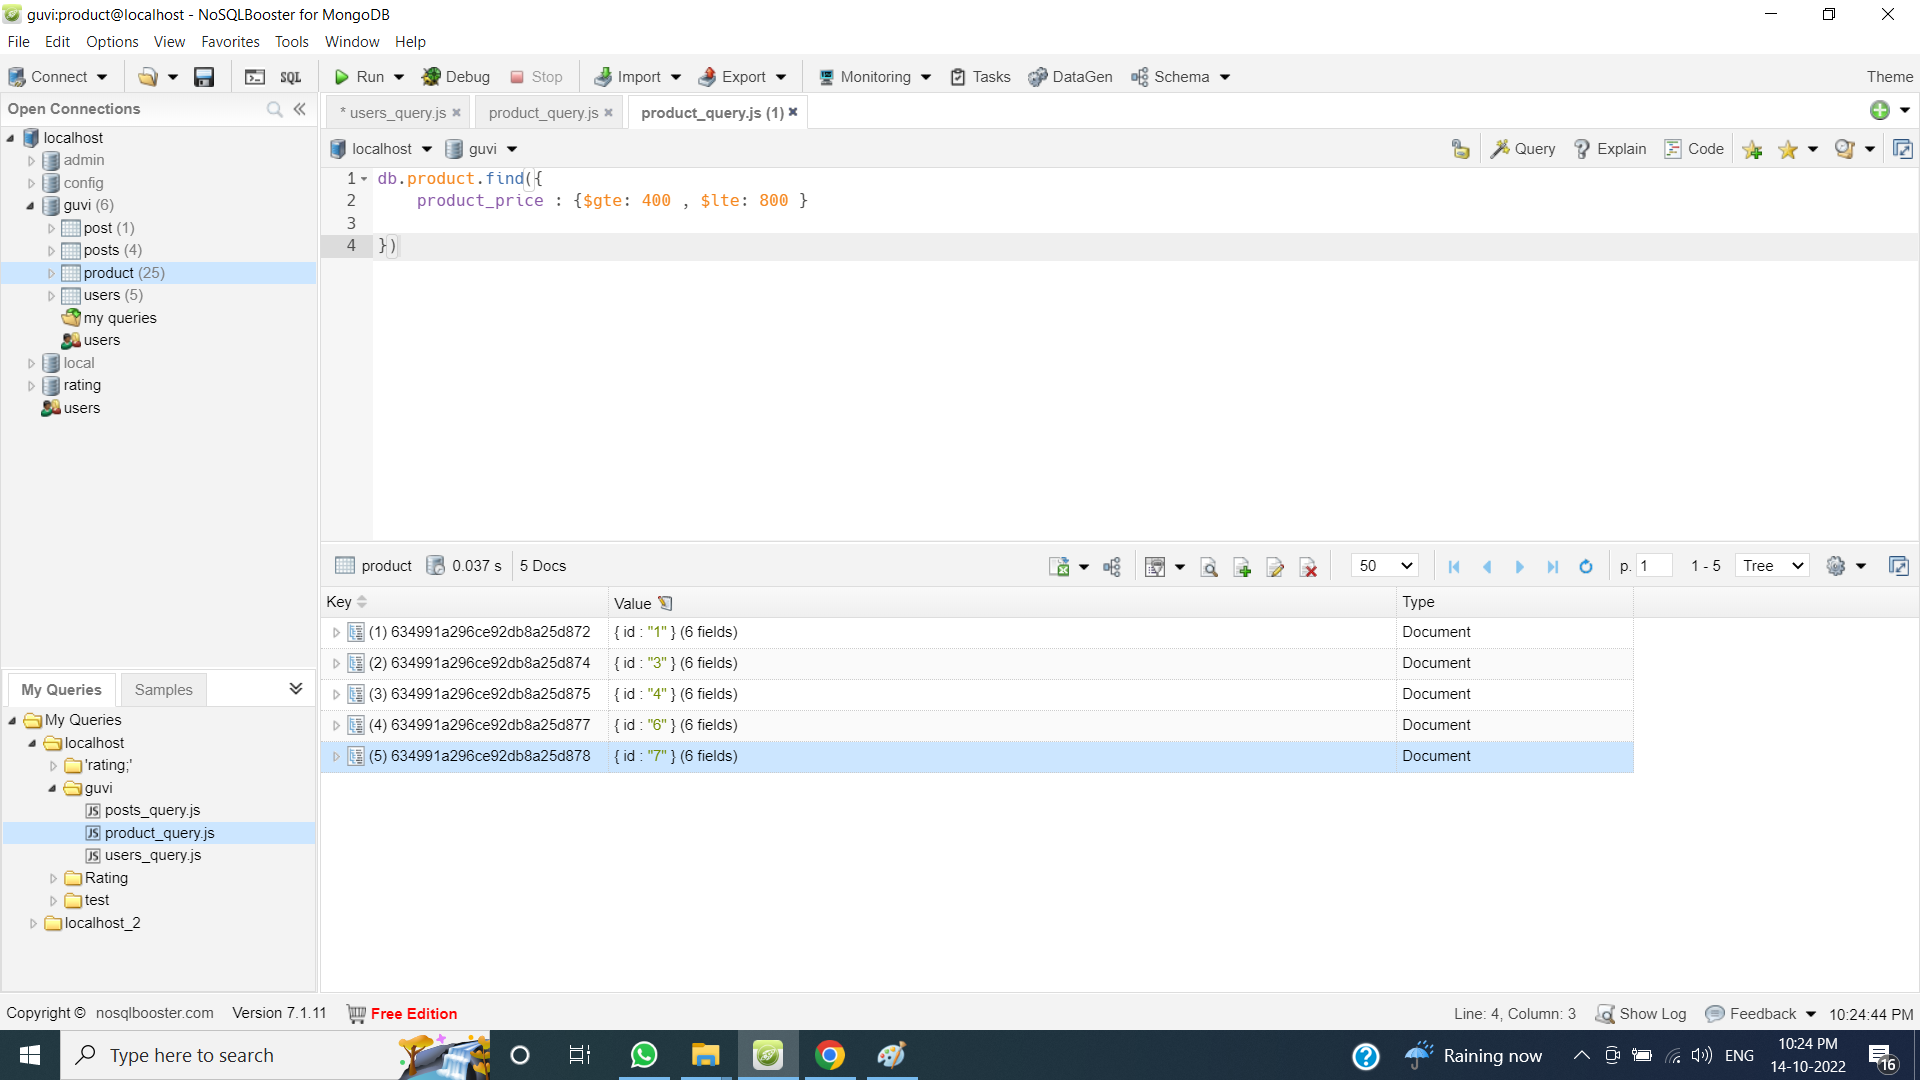 guvi:product@localhost - NoSQLBooster for MongoDB
File Edit Options View Favorites Tools Window Help
Connect SQL Run Debug Stop Import Export Monitoring Tasks DataGen Schema Theme
Open Connections
* users_query.js product_query.js product_query.js (1)
localhost
admin
config
guvi (6)
post (1)
posts (4)
product (25)
users (5)
my queries
users
local
rating
users
localhost guvi Query Explain Code
1 db.product.find({
2 product_price : {$gte: 400 , $lte: 800 }
3
4 })
product 0.037 s 5 Docs 50 p. 1 1 - 5 Tree
Key Value Type
(1) 634991a296ce92db8a25d872 { id : "1" } (6 fields) Document
(2) 634991a296ce92db8a25d874 { id : "3" } (6 fields) Document
(3) 634991a296ce92db8a25d875 { id : "4" } (6 fields) Document
(4) 634991a296ce92db8a25d877 { id : "6" } (6 fields) Document
(5) 634991a296ce92db8a25d878 { id : "7" } (6 fields) Document
My Queries Samples
My Queries
localhost
'rating;'
guvi
JS posts_query.js
JS product_query.js
JS users_query.js
Rating
test
localhost_2
Copyright © nosqlbooster.com Version 7.1.11 Free Edition Line: 4, Column: 3 Show Log Feedback 10:24:44 PM
Type here to search Raining now ENG 10:24 PM
14-10-2022 16